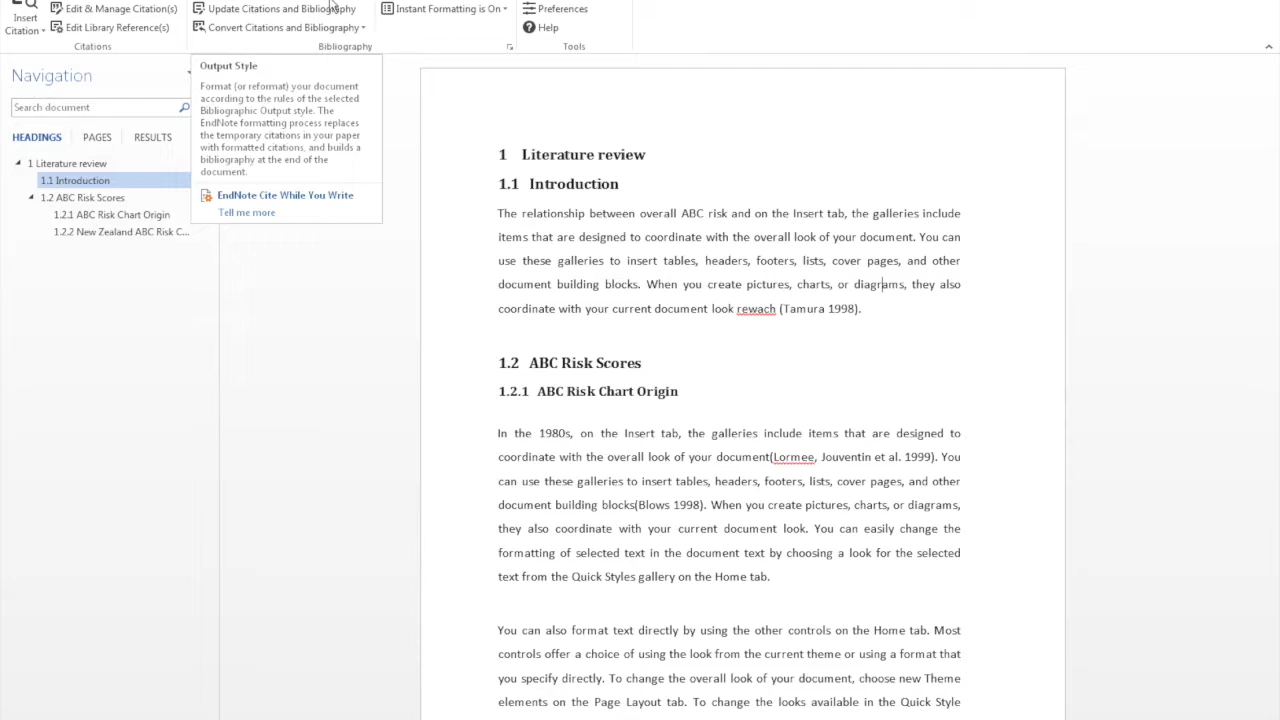 Insert
Citation
Edit & Manage Citation(s)
Edit Library Reference(s)
Citations
Update Citations and Bibliography
Convert Citations and Bibliography
Bibliography
Instant Formatting is On
Preferences
Help
Tools
Navigation
Search document
HEADINGS PAGES RESULTS
1 Literature review
1.1 Introduction
1.2 ABC Risk Scores
1.2.1 ABC Risk Chart Origin
1.2.2 New Zealand ABC Risk C...
Output Style
Format (or reformat) your document
according to the rules of the selected
Bibliographic Output style. The
EndNote formatting process replaces
the temporary citations in your paper
with formatted citations, and builds a
bibliography at the end of the
document.
EndNote Cite While You Write
Tell me more
1 Literature review
1.1 Introduction
The relationship between overall ABC risk and on the Insert tab, the galleries include
items that are designed to coordinate with the overall look of your document. You can
use these galleries to insert tables, headers, footers, lists, cover pages, and other
document building blocks. When you create pictures, charts, or diagrams, they also
coordinate with your current document look rewach (Tamura 1998).
1.2 ABC Risk Scores
1.2.1 ABC Risk Chart Origin
In the 1980s, on the Insert tab, the galleries include items that are designed to
coordinate with the overall look of your document(Lormee, Jouventin et al. 1999). You
can use these galleries to insert tables, headers, footers, lists, cover pages, and other
document building blocks(Blows 1998). When you create pictures, charts, or diagrams,
they also coordinate with your current document look. You can easily change the
formatting of selected text in the document text by choosing a look for the selected
text from the Quick Styles gallery on the Home tab.
You can also format text directly by using the other controls on the Home tab. Most
controls offer a choice of using the look from the current theme or using a format that
you specify directly. To change the overall look of your document, choose new Theme
elements on the Page Layout tab. To change the looks available in the Quick Style